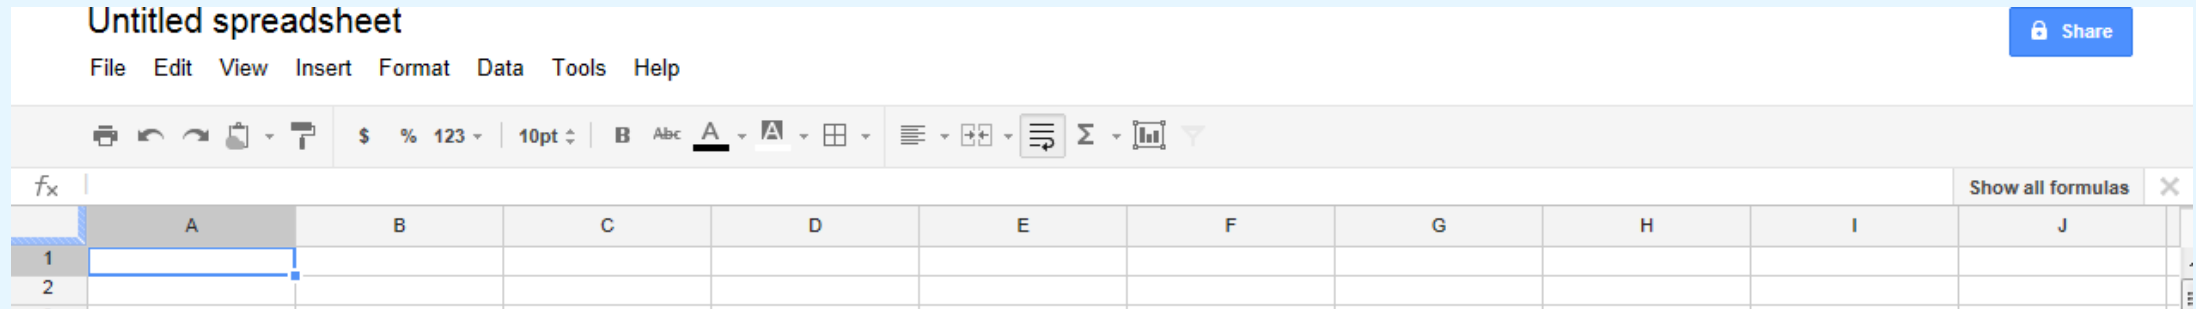 Untitled spreadsheet
Share
File Edit View Insert Format Data Tools Help
$ % 123 10pt B Abc A A Σ
fx Show all formulas
A B C D E F G H I J
1
2